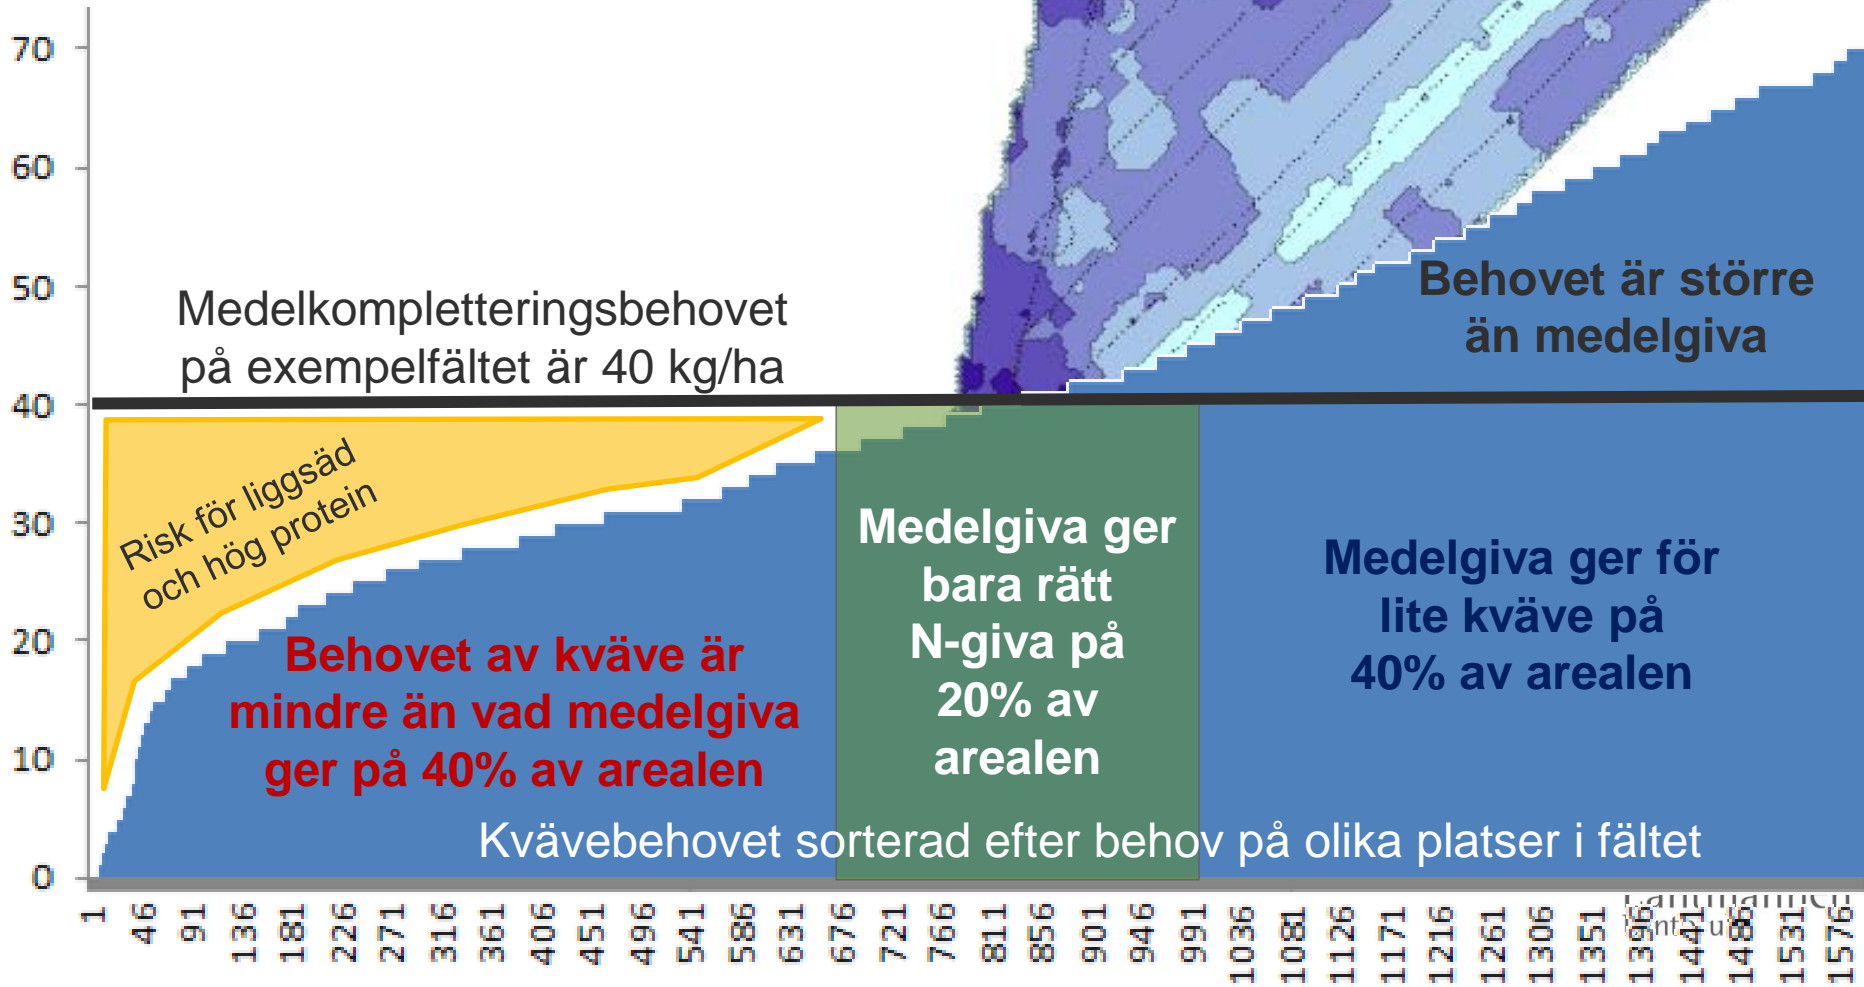 70
60
50
40
30
20
10
0
Medelkompletteringsbehovet
på exempelfältet är 40 kg/ha
Behovet är större
än medelgiva
Risk för liggsäd
och hög protein
Behovet av kväve är
mindre än vad medelgiva
ger på 40% av arealen
Medelgiva ger
bara rätt
N-giva på
20% av
arealen
Medelgiva ger för
lite kväve på
40% av arealen
Kvävebehovet sorterad efter behov på olika platser i fältet
1
46
91
136
181
226
271
316
361
406
451
496
541
586
631
676
721
766
811
856
901
946
991
1036
1081
1126
1171
1216
1261
1306
1351
1396
1441
1486
1531
1576